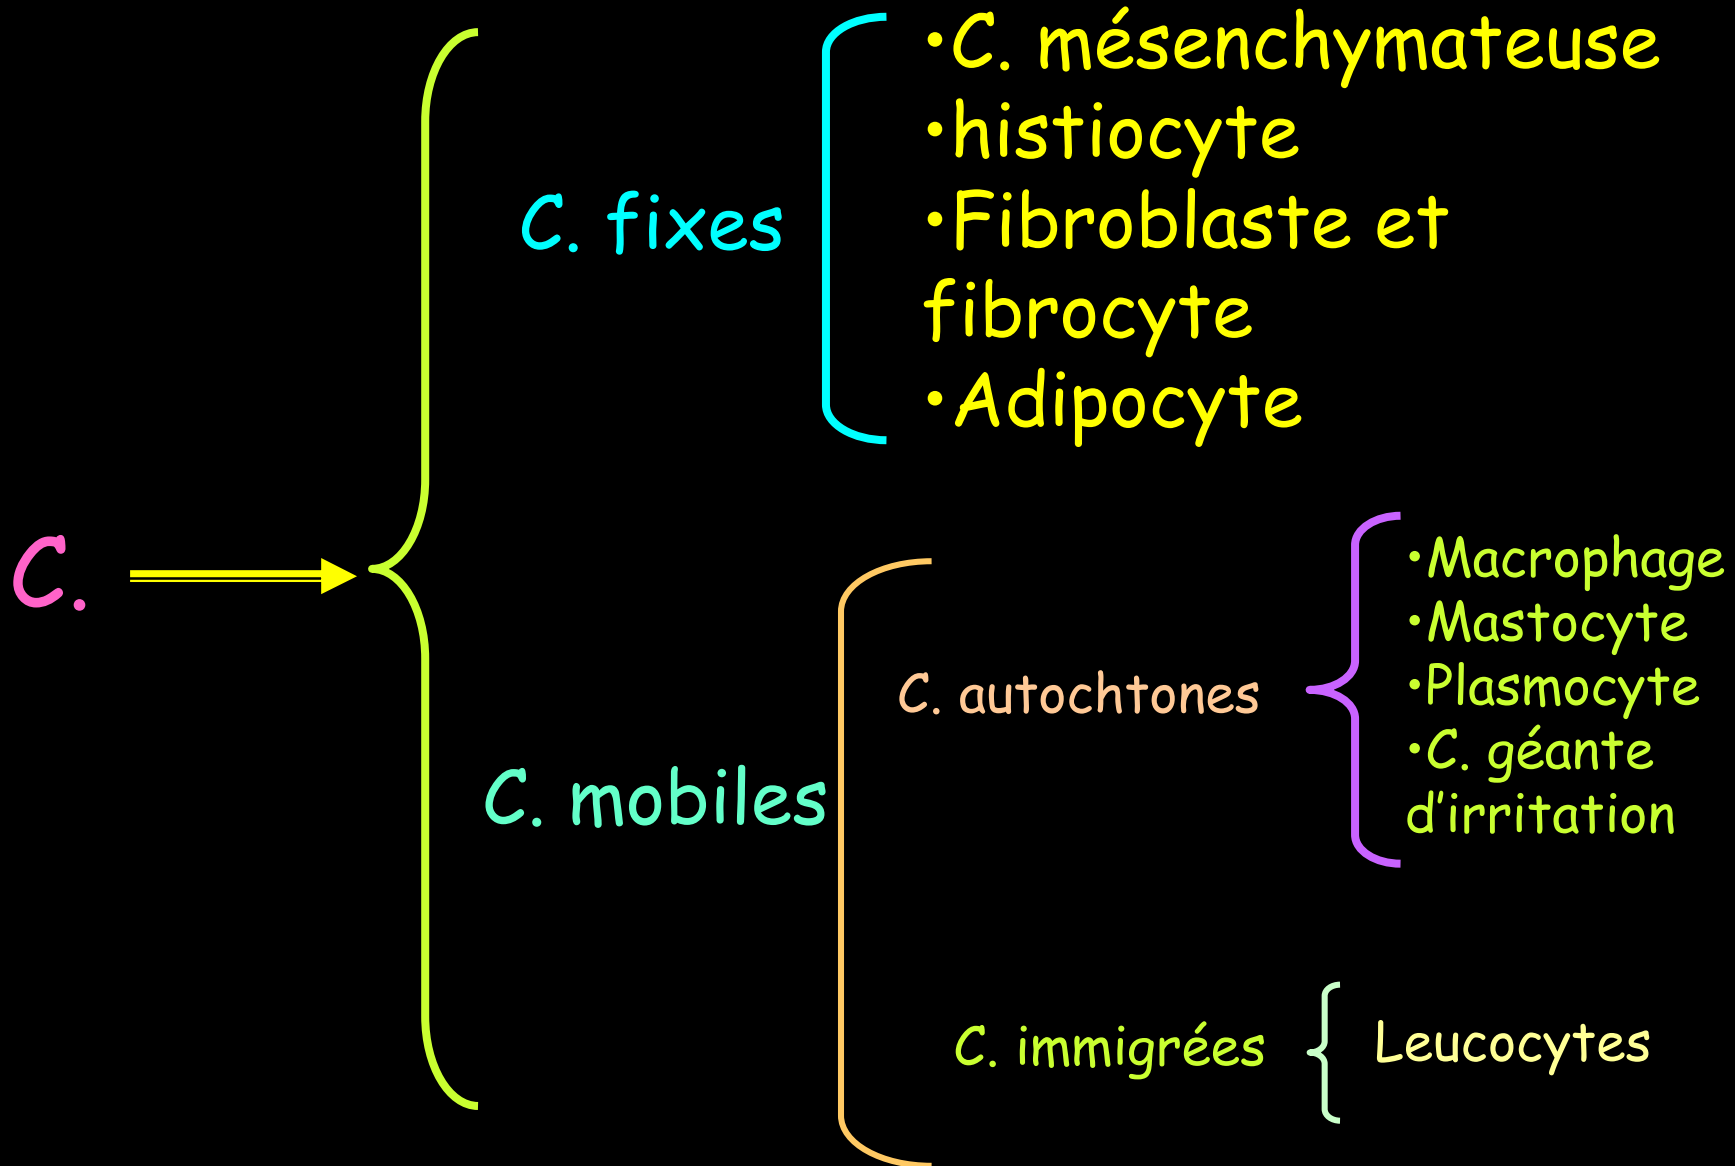 C.
C. fixes
•C. mésenchymateuse
•histiocyte
•Fibroblaste et
fibrocyte
•Adipocyte
C. mobiles
C. autochtones
•Macrophage
•Mastocyte
•Plasmocyte
•C. géante
d’irritation
C. immigrées
Leucocytes